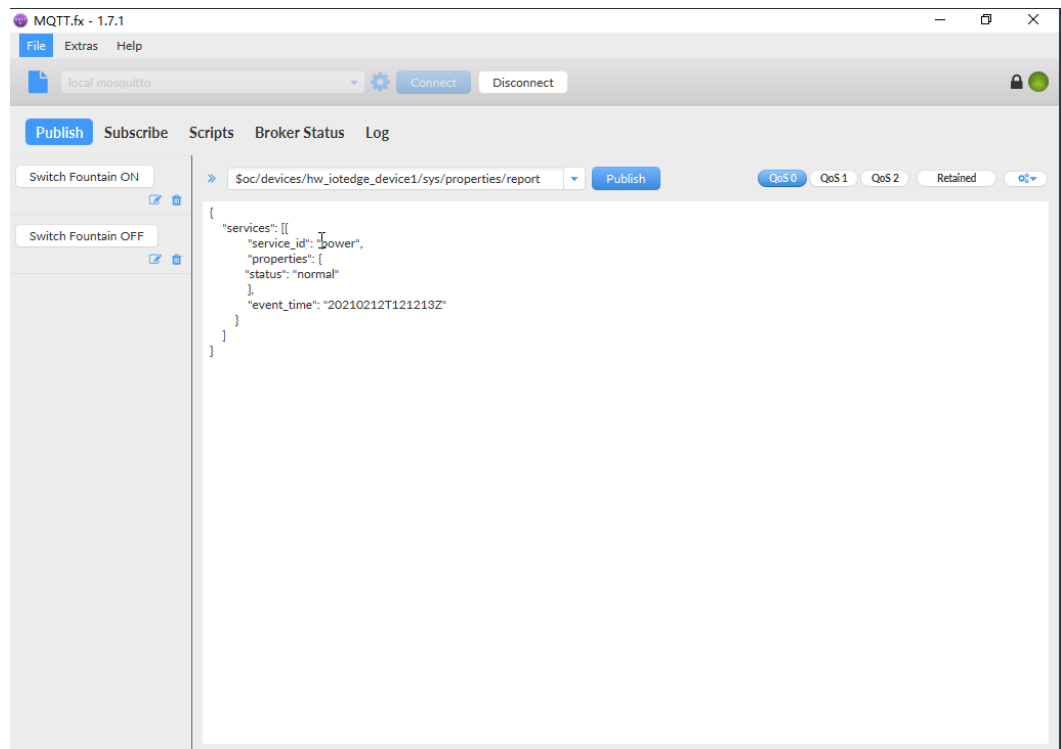 MQTT.fx - 1.7.1
File Extras Help
local mosquitto Connect Disconnect
Publish Subscribe Scripts Broker Status Log
Switch Fountain ON
Switch Fountain OFF
$oc/devices/hw_iotedge_device1/sys/properties/report Publish QoS 0 QoS 1 QoS 2 Retained
{
"services": [{
"service_id": "power",
"properties": {
"status": "normal"
},
"event_time": "20210212T121213Z"
}
]
}